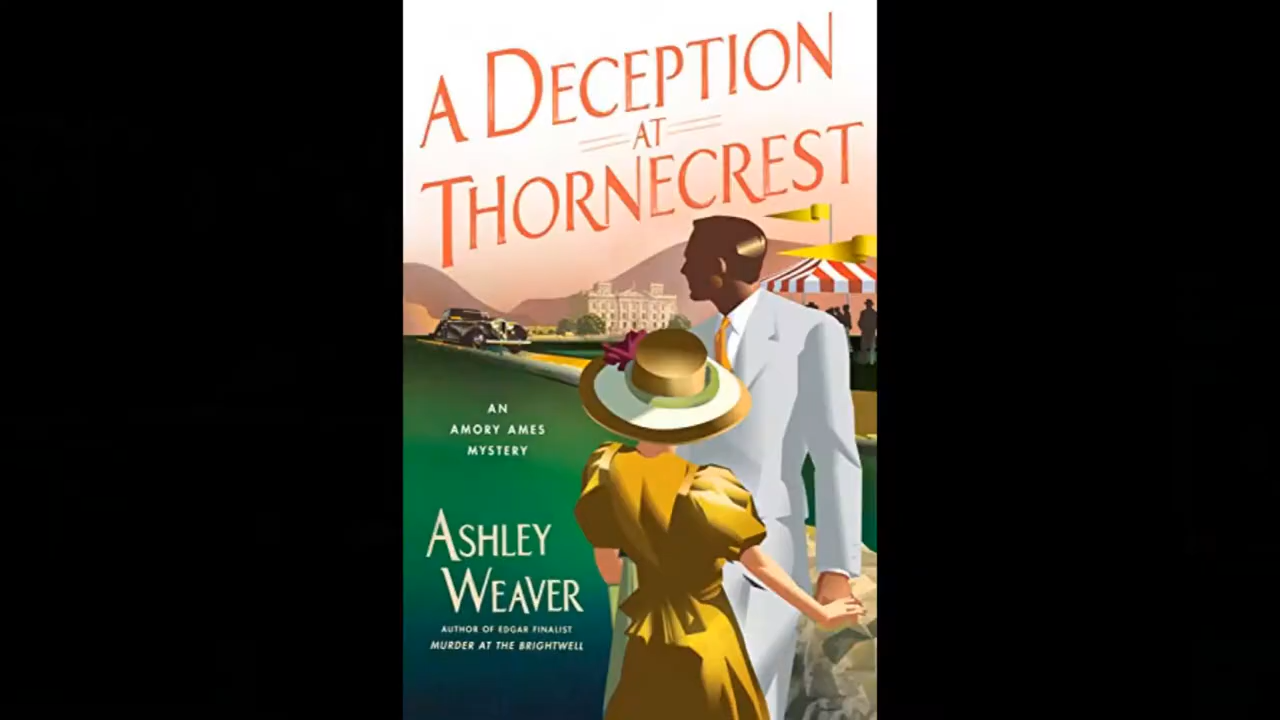 A DECEPTION
AT
THORNECREST
AN
AMORY AMES
MYSTERY
ASHLEY
WEAVER
AUTHOR OF EDGAR FINALIST
MURDER AT THE BRIGHTWELL